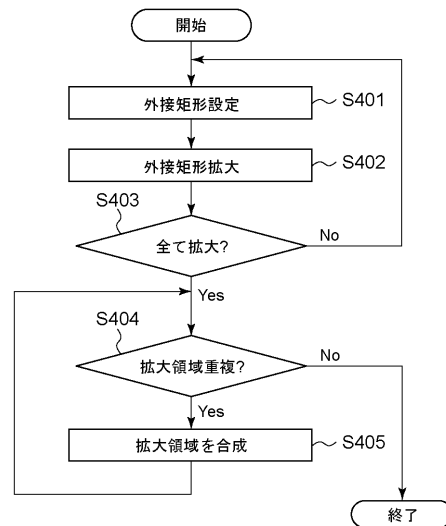 開始
外接矩形設定
S401
外接矩形拡大
S402
S403
全て拡大?
No
Yes
S404
拡大領域重複?
No
Yes
拡大領域を合成
S405
終了